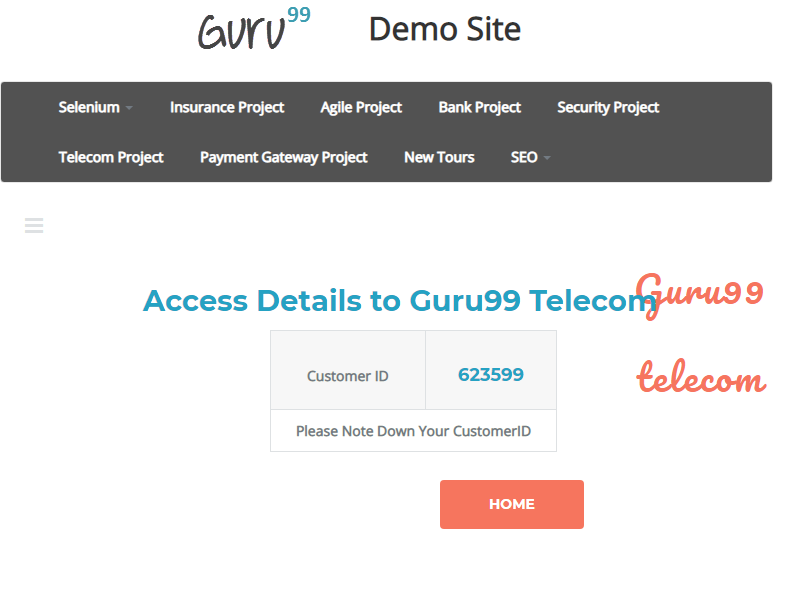 Guru99 Demo Site
Selenium Insurance Project Agile Project Bank Project Security Project
Telecom Project Payment Gateway Project New Tours SEO
Guru99
telecom
Access Details to Guru99 Telecom
Customer ID 623599
Please Note Down Your CustomerID
HOME